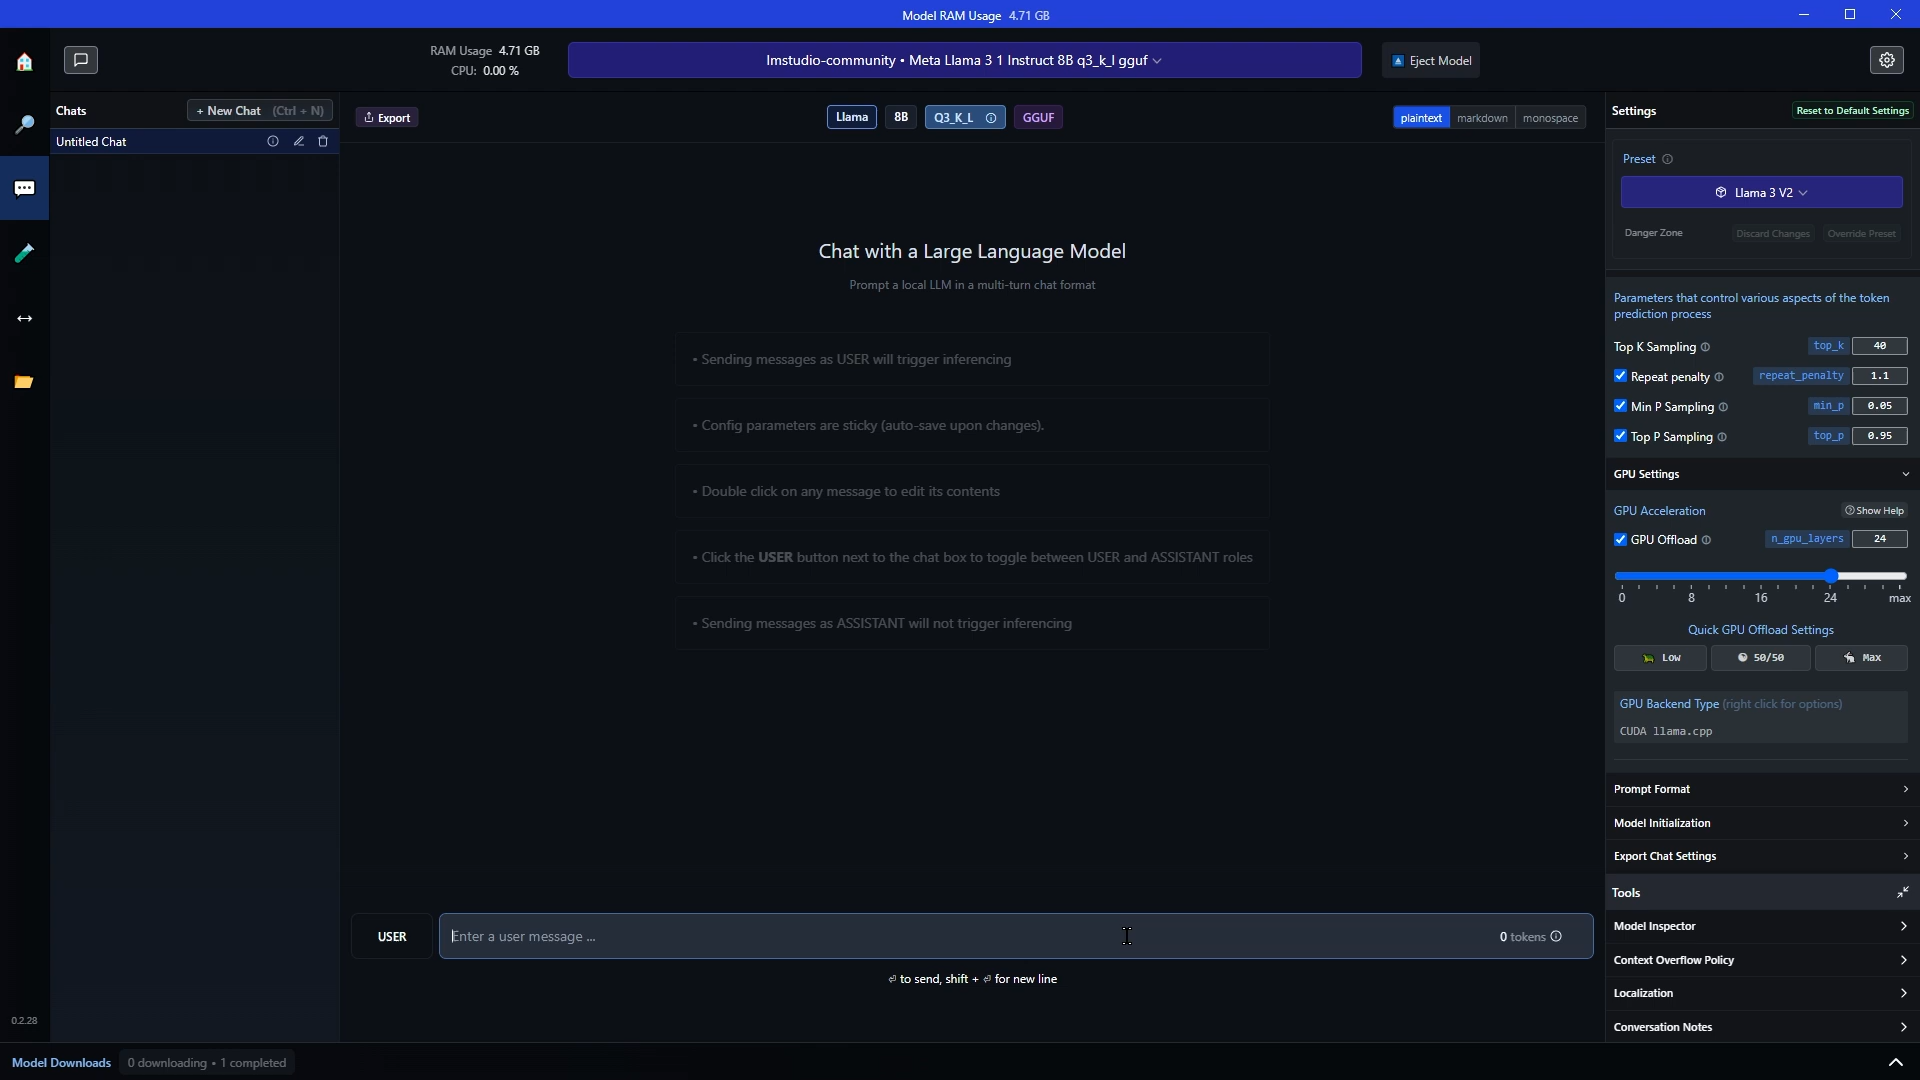 Model RAM Usage 4.71 GB
RAM Usage 4.71 GB
CPU: 0.00 %
lmstudio-community • Meta Llama 3 1 Instruct 8B q3_k_l gguf
Eject Model
Chats
+ New Chat (Ctrl + N)
Untitled Chat
Export
Llama
8B
Q3_K_L
GGUF
plaintext
markdown
monospace
Chat with a Large Language Model
Prompt a local LLM in a multi-turn chat format
• Sending messages as USER will trigger inferencing
• Config parameters are sticky (auto-save upon changes).
• Double click on any message to edit its contents
• Click the USER button next to the chat box to toggle between USER and ASSISTANT roles
• Sending messages as ASSISTANT will not trigger inferencing
USER
Enter a user message ...
0 tokens
⏎ to send, shift + ⏎ for new line
Settings
Reset to Default Settings
Preset
Llama 3 V2
Danger Zone
Discard Changes
Override Preset
Parameters that control various aspects of the token
prediction process
Top K Sampling top_k 40
Repeat penalty repeat_penalty 1.1
Min P Sampling min_p 0.05
Top P Sampling top_p 0.95
GPU Settings
GPU Acceleration
Show Help
GPU Offload n_gpu_layers 24
0 8 16 24 max
Quick GPU Offload Settings
Low
50/50
Max
GPU Backend Type (right click for options)
CUDA llama.cpp
Prompt Format
Model Initialization
Export Chat Settings
Tools
Model Inspector
Context Overflow Policy
Localization
Conversation Notes
0.2.28
Model Downloads
0 downloading • 1 completed